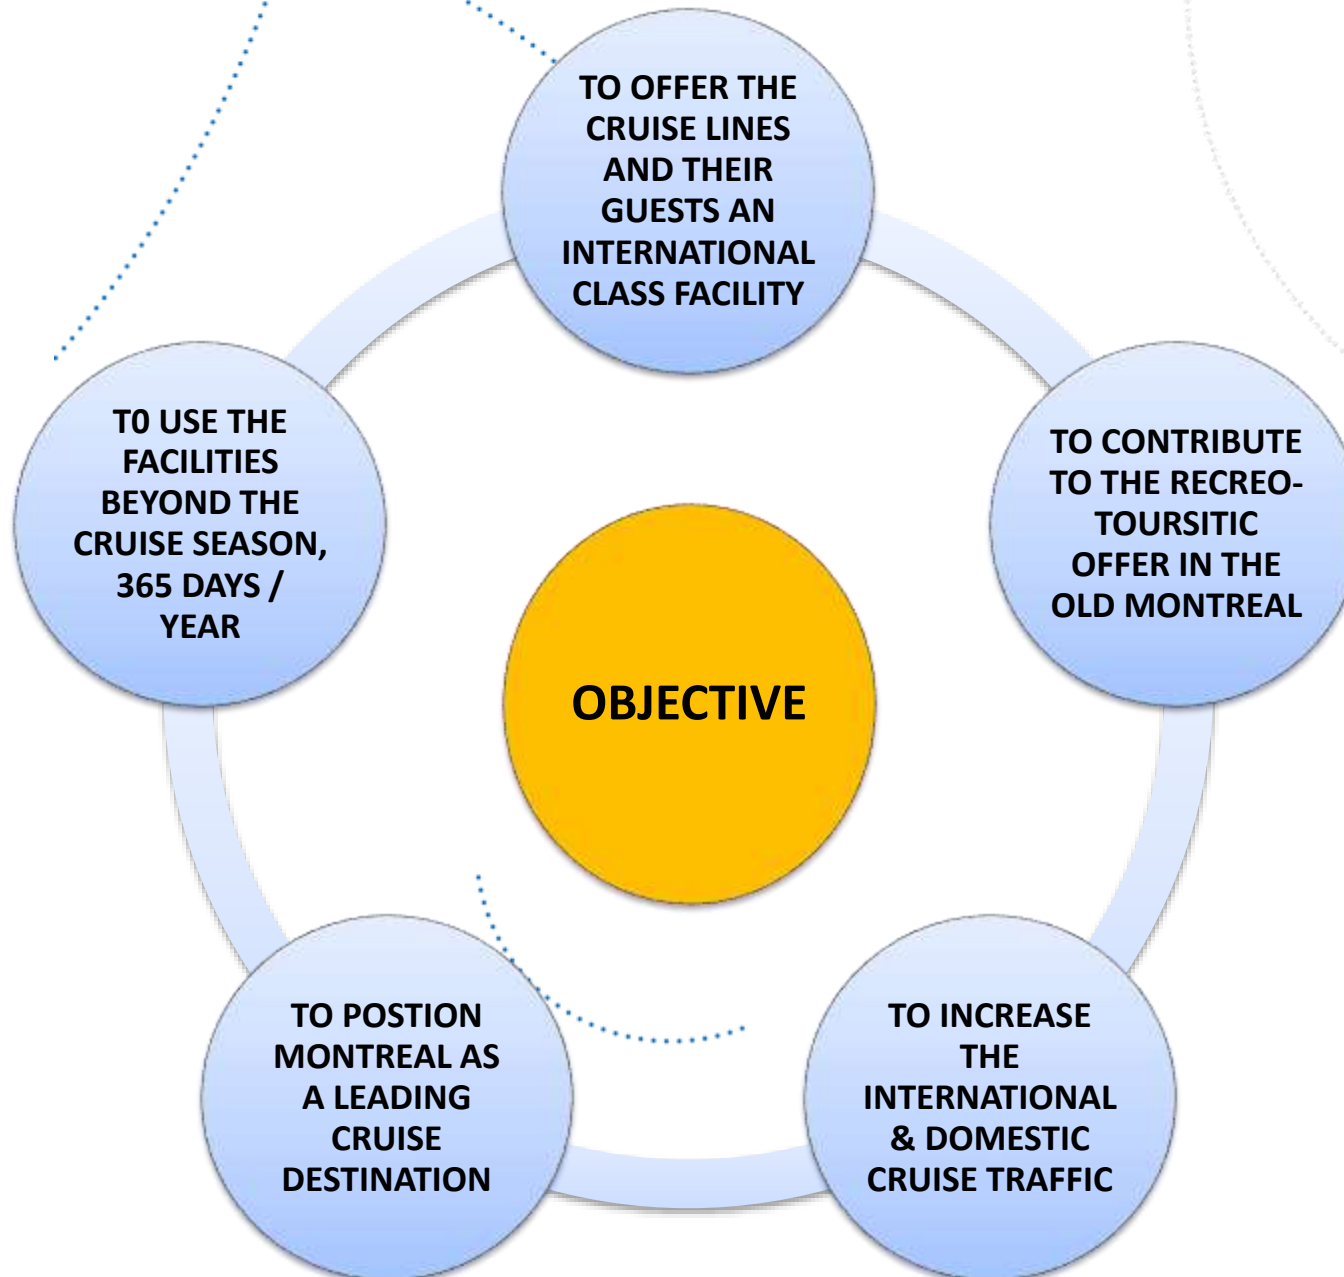 TO OFFER THE
CRUISE LINES
AND THEIR
GUESTS AN
INTERNATIONAL
CLASS FACILITY
TO CONTRIBUTE
TO THE RECREO-
TOURSITIC
OFFER IN THE
OLD MONTREAL
TO INCREASE
THE
INTERNATIONAL
& DOMESTIC
CRUISE TRAFFIC
TO POSTION
MONTREAL AS
A LEADING
CRUISE
DESTINATION
T0 USE THE
FACILITIES
BEYOND THE
CRUISE SEASON,
365 DAYS /
YEAR
OBJECTIVE